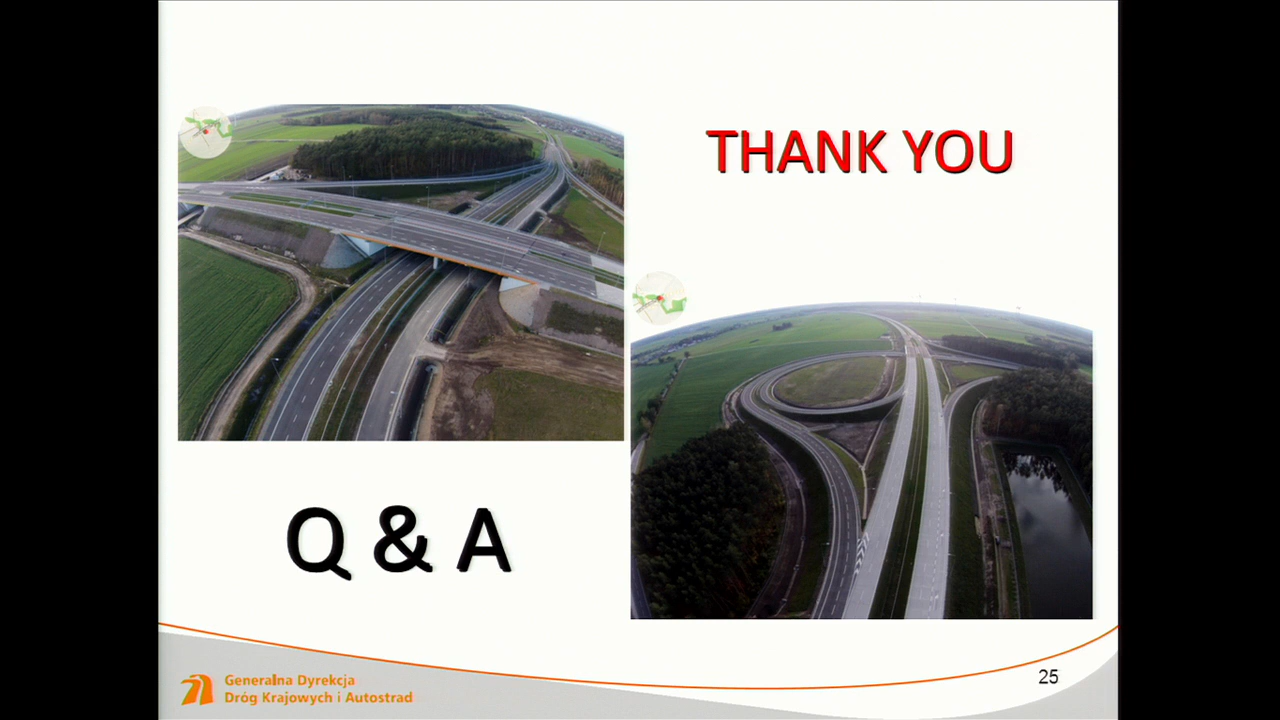 THANK YOU
Q & A
Generalna Dyrekcja
Dróg Krajowych i Autostrad
25